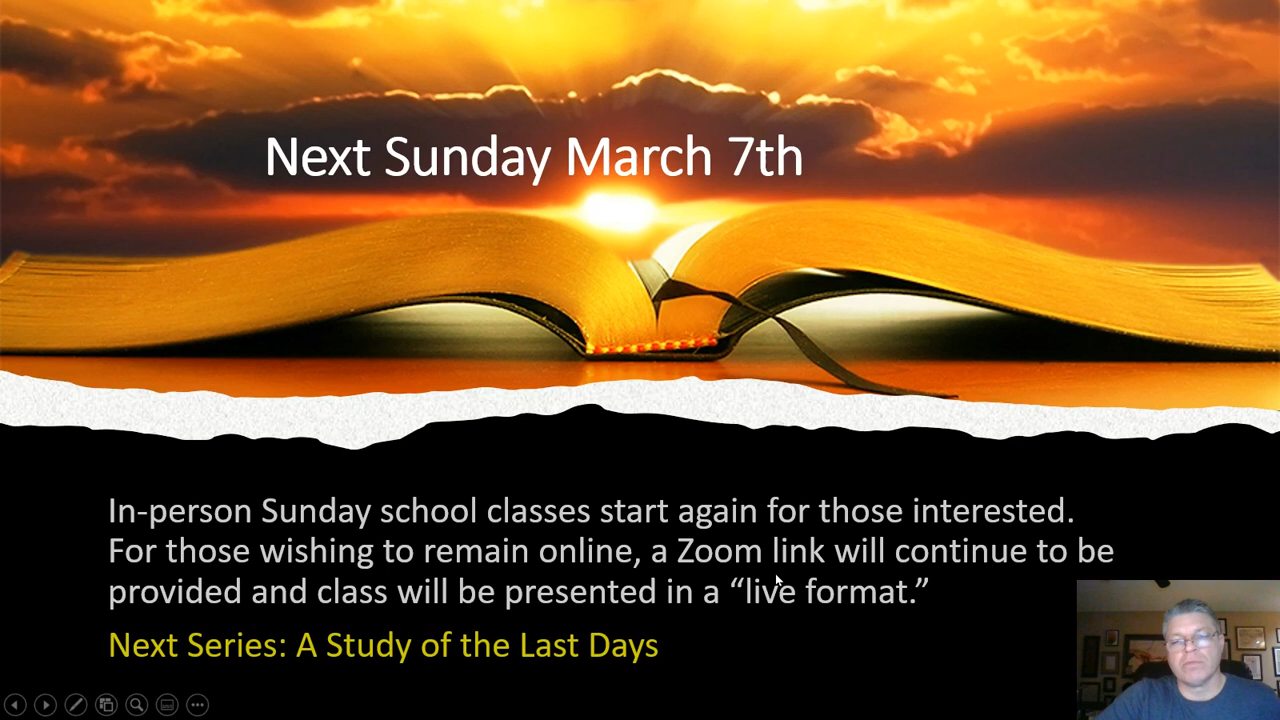 Next Sunday March 7th
In-person Sunday school classes start again for those interested.
For those wishing to remain online, a Zoom link will continue to be
provided and class will be presented in a “live format.”
Next Series: A Study of the Last Days